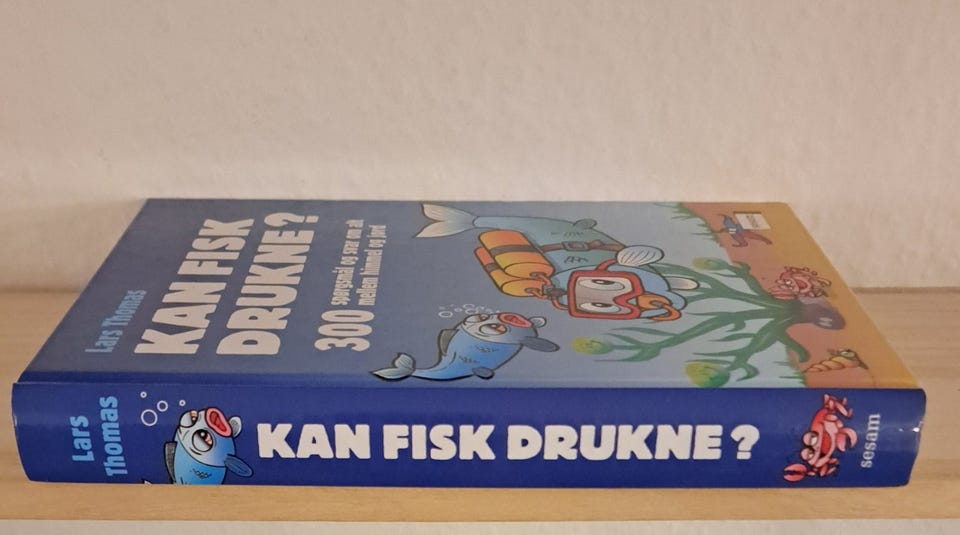 Lars Thomas
KAN FISK
DRUKNE?
300 spørgsmål og svar om alt
mellem himmel og jord
Lars
Thomas
KAN FISK DRUKNE?
sesam